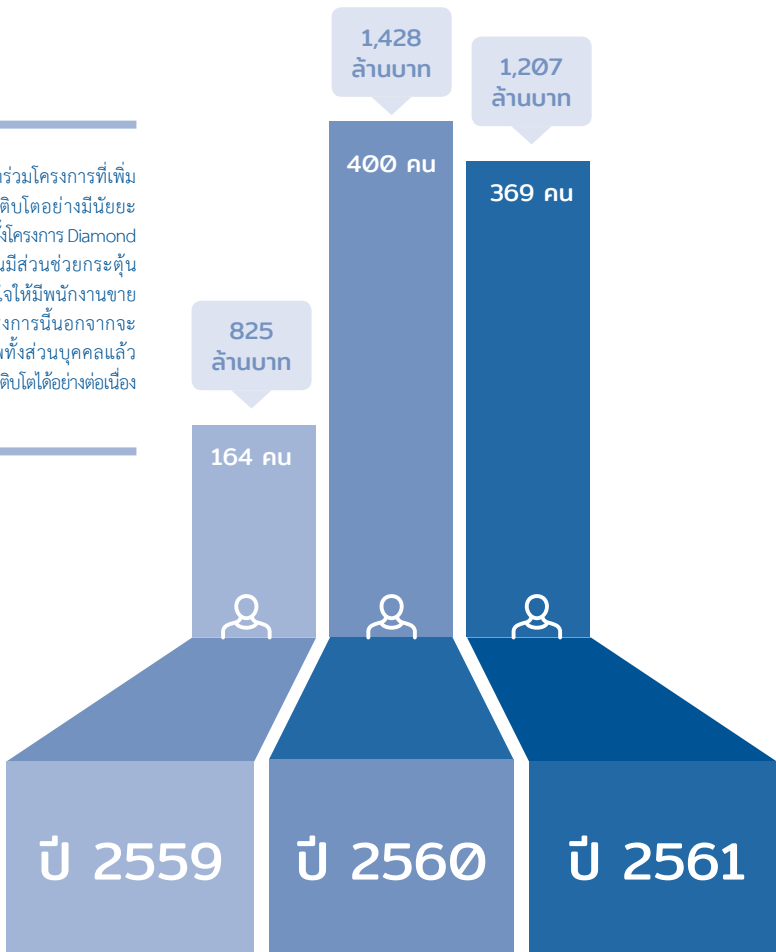 ร่วมโครงการที่เพิ่ม
ติบโตอย่างมีนัยยะ
โครงการ Diamond
มีส่วนช่วยกระตุ้น
ให้มีพนักงานขาย
การนี้นอกจากจะ
ทั้งส่วนบุคคลแล้ว
ติบโตได้อย่างต่อเนื่อง
825
ล้านบาท
164 คน
1,428
ล้านบาท
400 คน
1,207
ล้านบาท
369 คน
ปี 2559
ปี 2560
ปี 2561